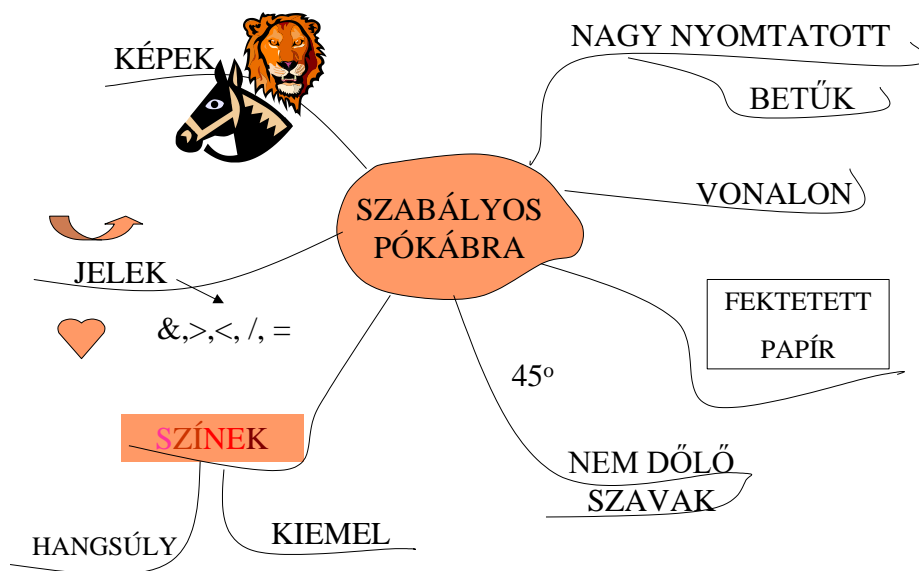 KÉPEK
NAGY NYOMTATOTT
BETŰK
VONALON
SZABÁLYOS
PÓKÁBRA
JELEK
&,>,<, /, =
FEKTETETT
PAPÍR
45º
SZÍNEK
NEM DŐLŐ
SZAVAK
HANGSÚLY
KIEMEL